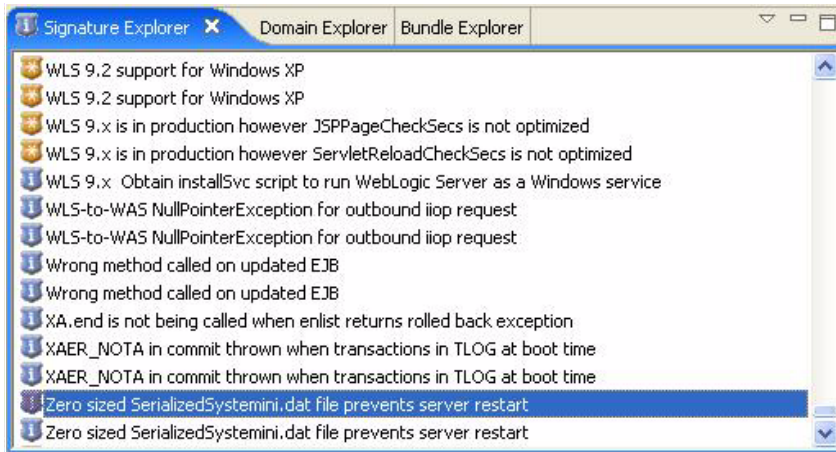 Signature Explorer Domain Explorer Bundle Explorer
WLS 9.2 support for Windows XP
WLS 9.2 support for Windows XP
WLS 9.x is in production however JSPPageCheckSecs is not optimized
WLS 9.x is in production however ServletReloadCheckSecs is not optimized
WLS 9.x Obtain installSvc script to run WebLogic Server as a Windows service
WLS-to-WAS NullPointerException for outbound iiop request
WLS-to-WAS NullPointerException for outbound iiop request
Wrong method called on updated EJB
Wrong method called on updated EJB
XA.end is not being called when enlist returns rolled back exception
XAER_NOTA in commit thrown when transactions in TLOG at boot time
XAER_NOTA in commit thrown when transactions in TLOG at boot time
Zero sized SerializedSystemini.dat file prevents server restart
Zero sized SerializedSystemini.dat file prevents server restart